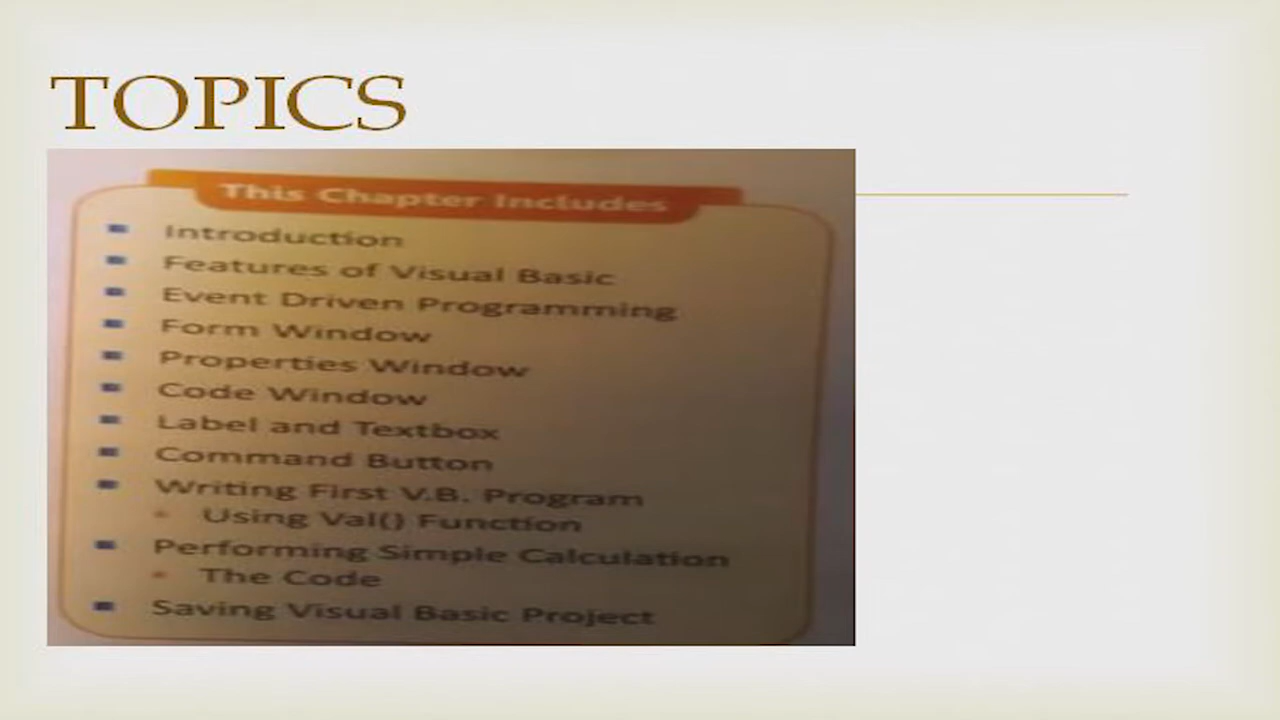 TOPICS
This Chapter Includes
Introduction
Features of Visual Basic
Event Driven Programming
Form Window
Properties Window
Code Window
Label and Textbox
Command Button
Writing First V.B. Program
Using Val() Function
Performing Simple Calculation
The Code
Saving Visual Basic Project